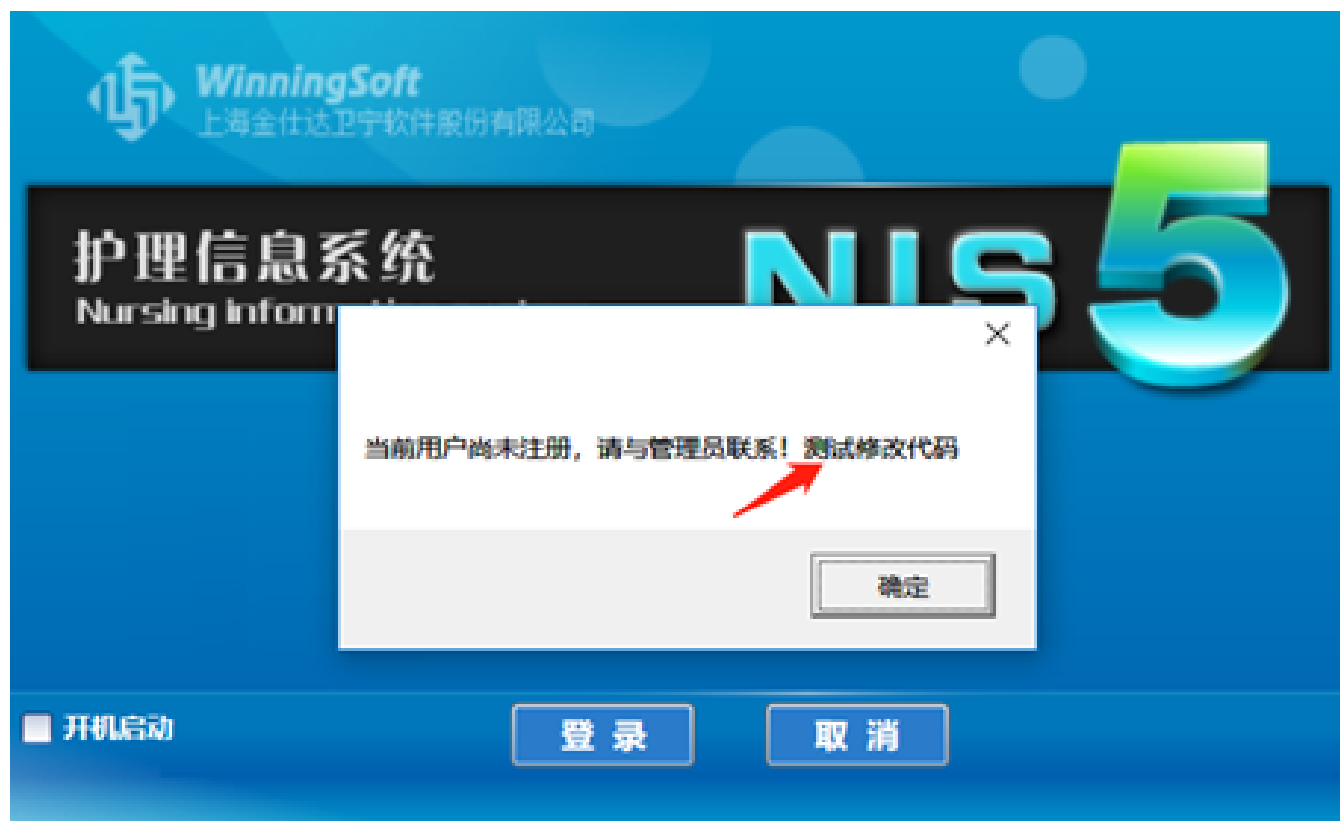 WinningSoft
上海金仕达卫宁软件股份有限公司
护理信息系统
NIS 5
Nursing inform
当前用户尚未注册，请与管理员联系！测试修改代码
确定
开机启动
登录
取消